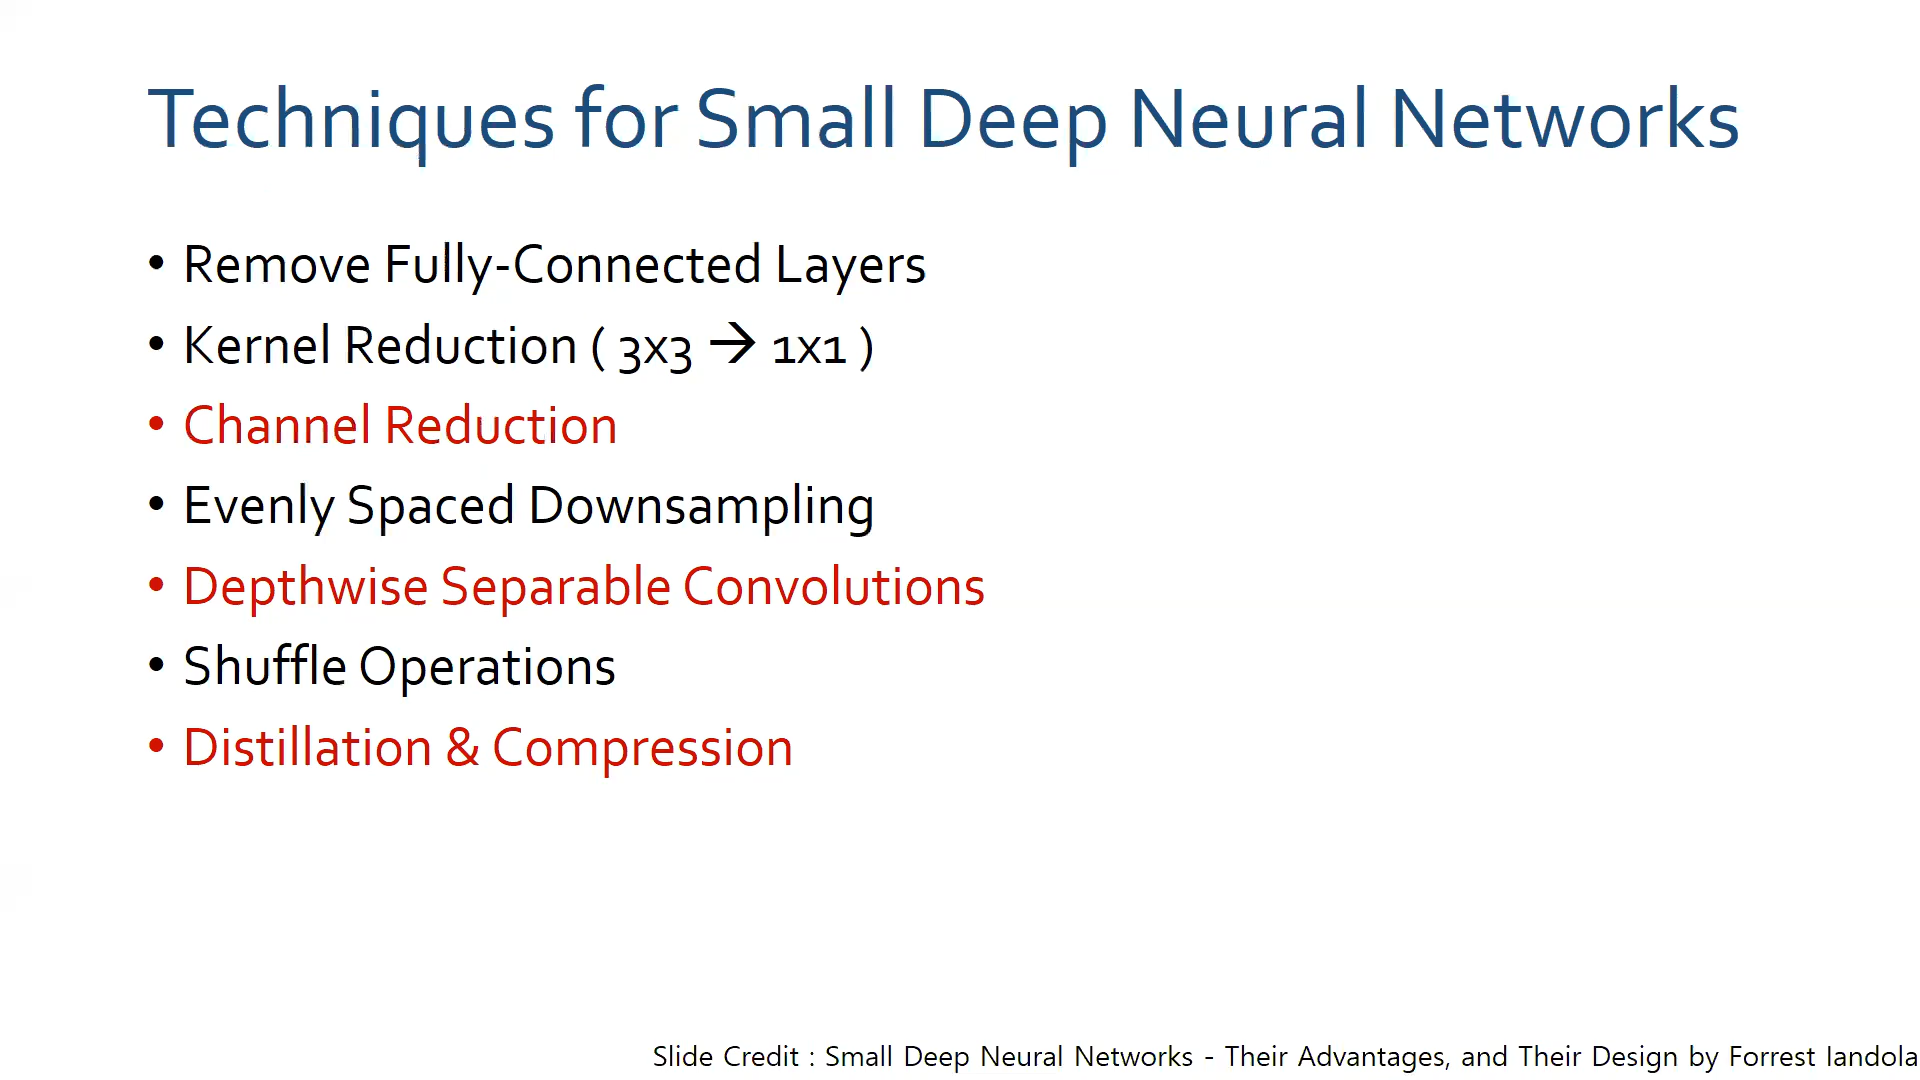 Techniques for Small Deep Neural Networks
• Remove Fully-Connected Layers
• Kernel Reduction ( 3x3 → 1x1 )
• Channel Reduction
• Evenly Spaced Downsampling
• Depthwise Separable Convolutions
• Shuffle Operations
• Distillation & Compression
Slide Credit : Small Deep Neural Networks - Their Advantages, and Their Design by Forrest Iandola